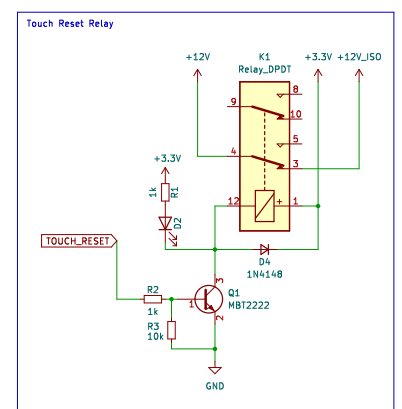 Touch Reset Relay
+12V
K1
+3.3V
+12V_ISO
Relay_DPDT
8
9
10
5
4
3
+3.3V
1k
R1
12
+
1
D2
TOUCH_RESET
D4
1N4148
3
R2
Q1
1
MBT2222
1k
2
R3
10k
GND